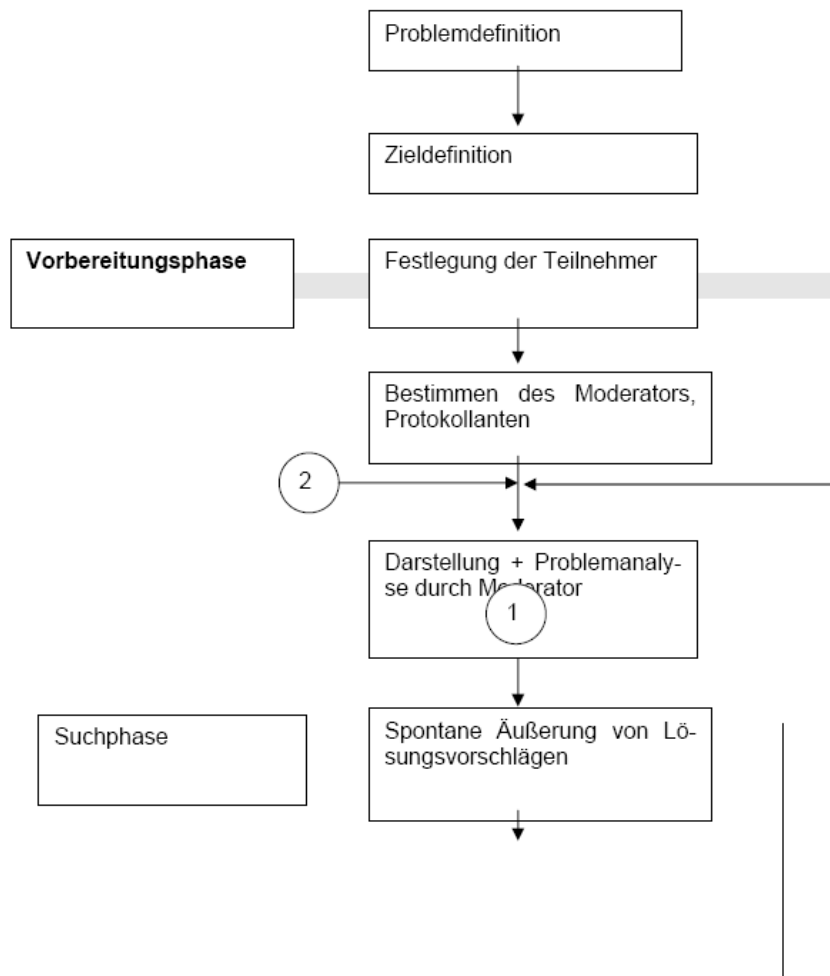 Problemdefinition
Zieldefinition
Vorbereitungsphase
Festlegung der Teilnehmer
Bestimmen des Moderators,
Protokollanten
2
Darstellung + Problemanaly-
se durch Moderator
1
Suchphase
Spontane Äußerung von Lö-
sungsvorschlägen